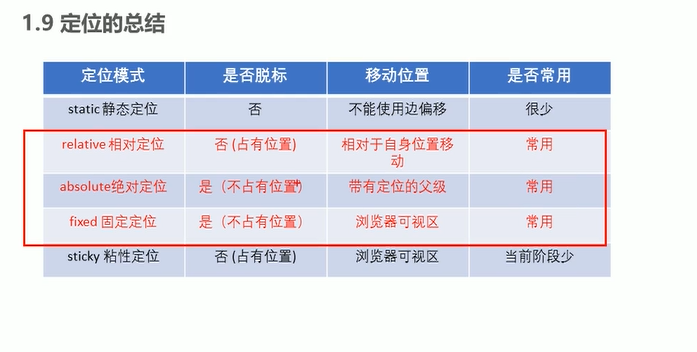 1.9 定位的总结
定位模式 是否脱标 移动位置 是否常用
static 静态定位 否 不能使用边偏移 很少
relative 相对定位 否 (占有位置) 相对于自身位置移
动 常用
absolute绝对定位 是（不占有位置） 带有定位的父级 常用
fixed 固定定位 是（不占有位置） 浏览器可视区 常用
sticky 粘性定位 否 (占有位置) 浏览器可视区 当前阶段少